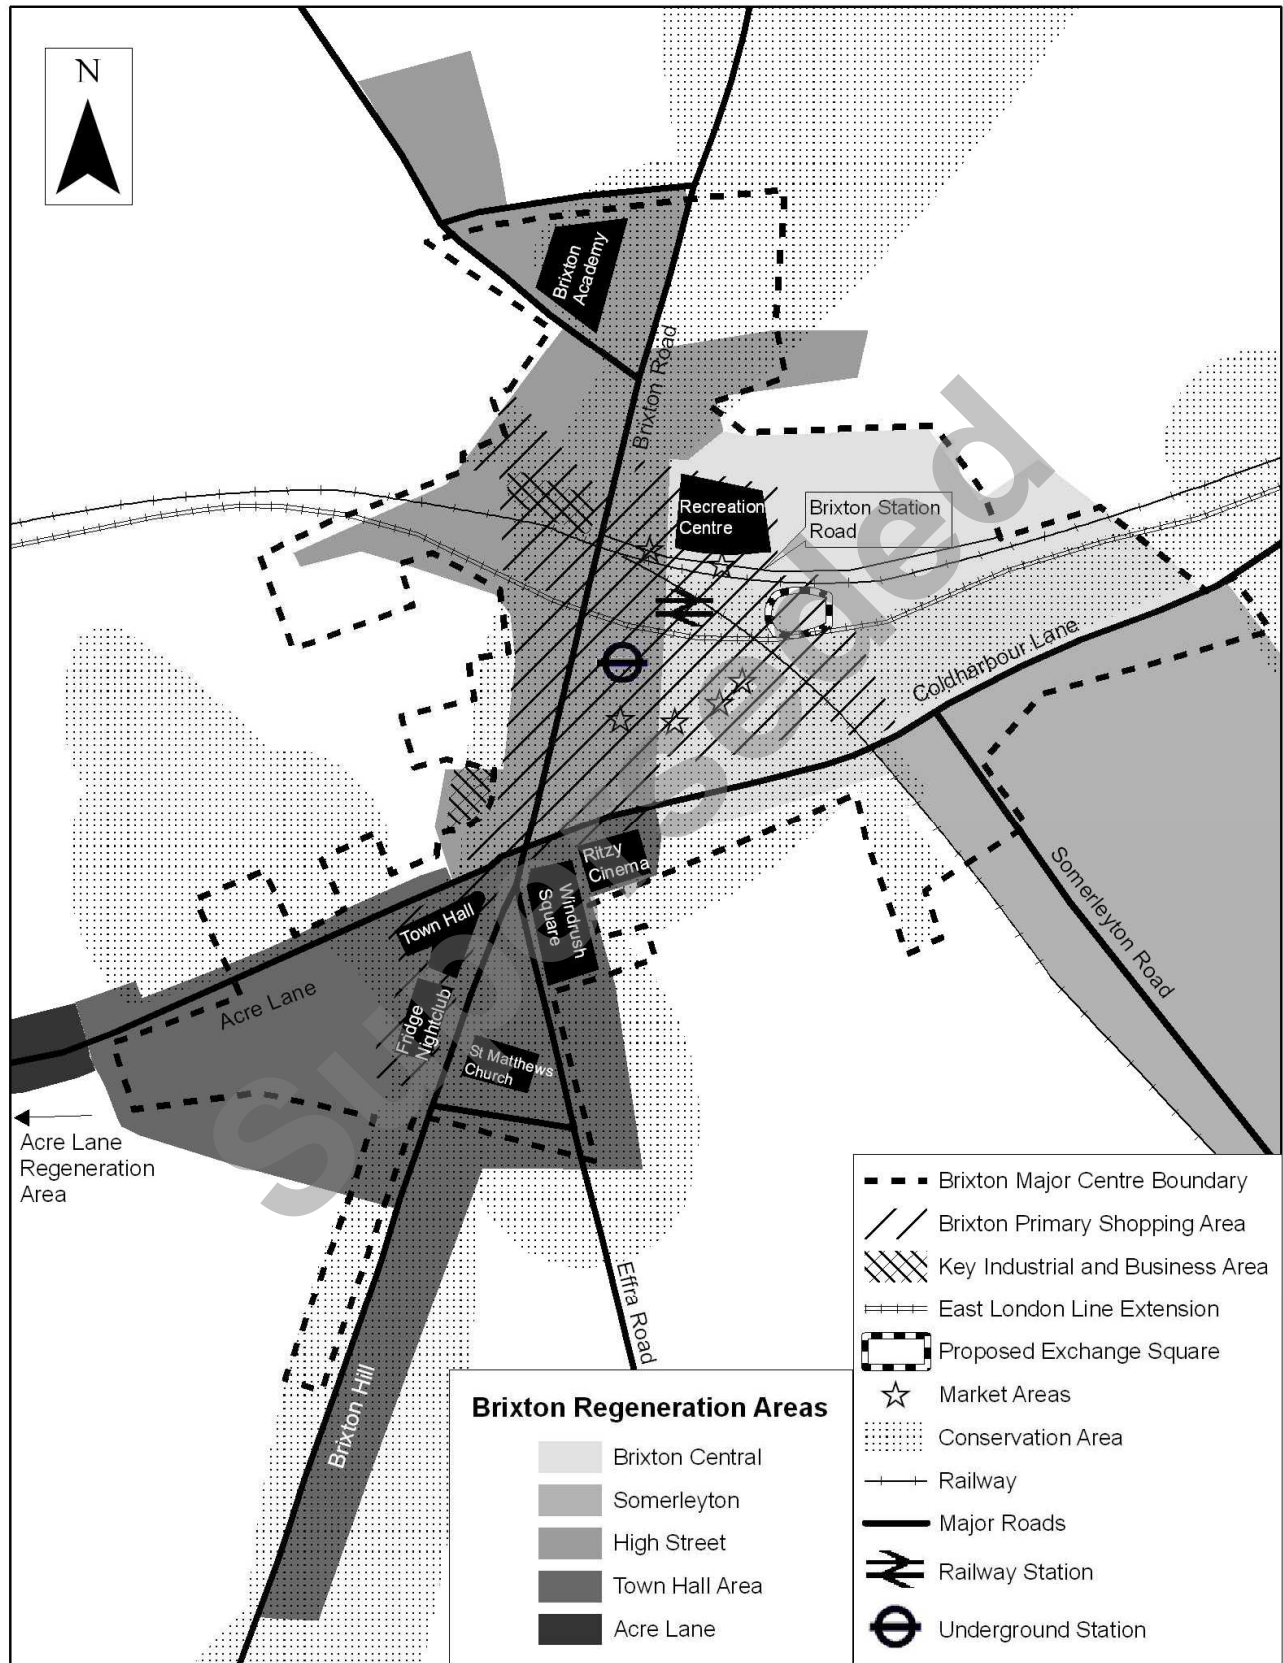 N
Brixton
Academy
Brixton Road
Recreation
Centre
Brixton Station
Road
Coldharbour Lane
Somerleyton Road
Ritzy
Cinema
Windrush
Square
Town Hall
Acre Lane
Fridge
Nightclub
St Matthews
Church
Acre Lane
Regeneration
Area
Effra Road
Brixton Hill
Superseded
Brixton Regeneration Areas
Brixton Central
Somerleyton
High Street
Town Hall Area
Acre Lane
Brixton Major Centre Boundary
Brixton Primary Shopping Area
Key Industrial and Business Area
East London Line Extension
Proposed Exchange Square
Market Areas
Conservation Area
Railway
Major Roads
Railway Station
Underground Station